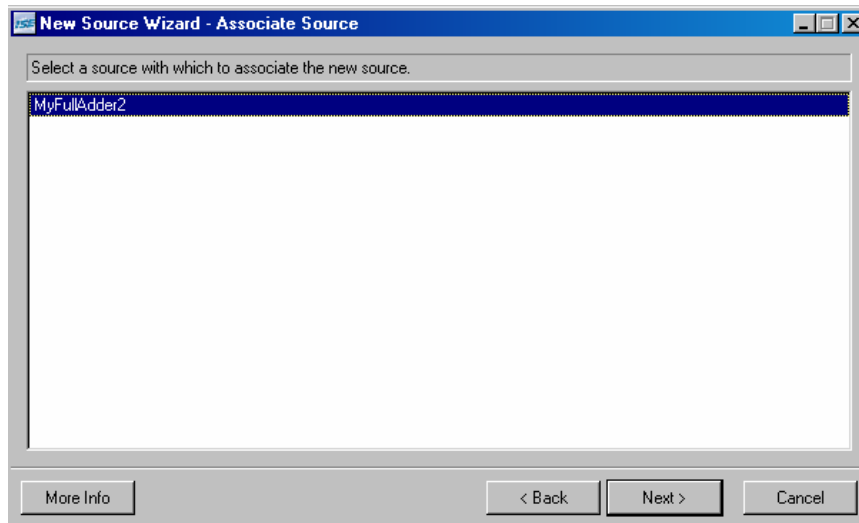 ISE New Source Wizard - Associate Source
Select a source with which to associate the new source.
MyFullAdder2
More Info < Back Next > Cancel